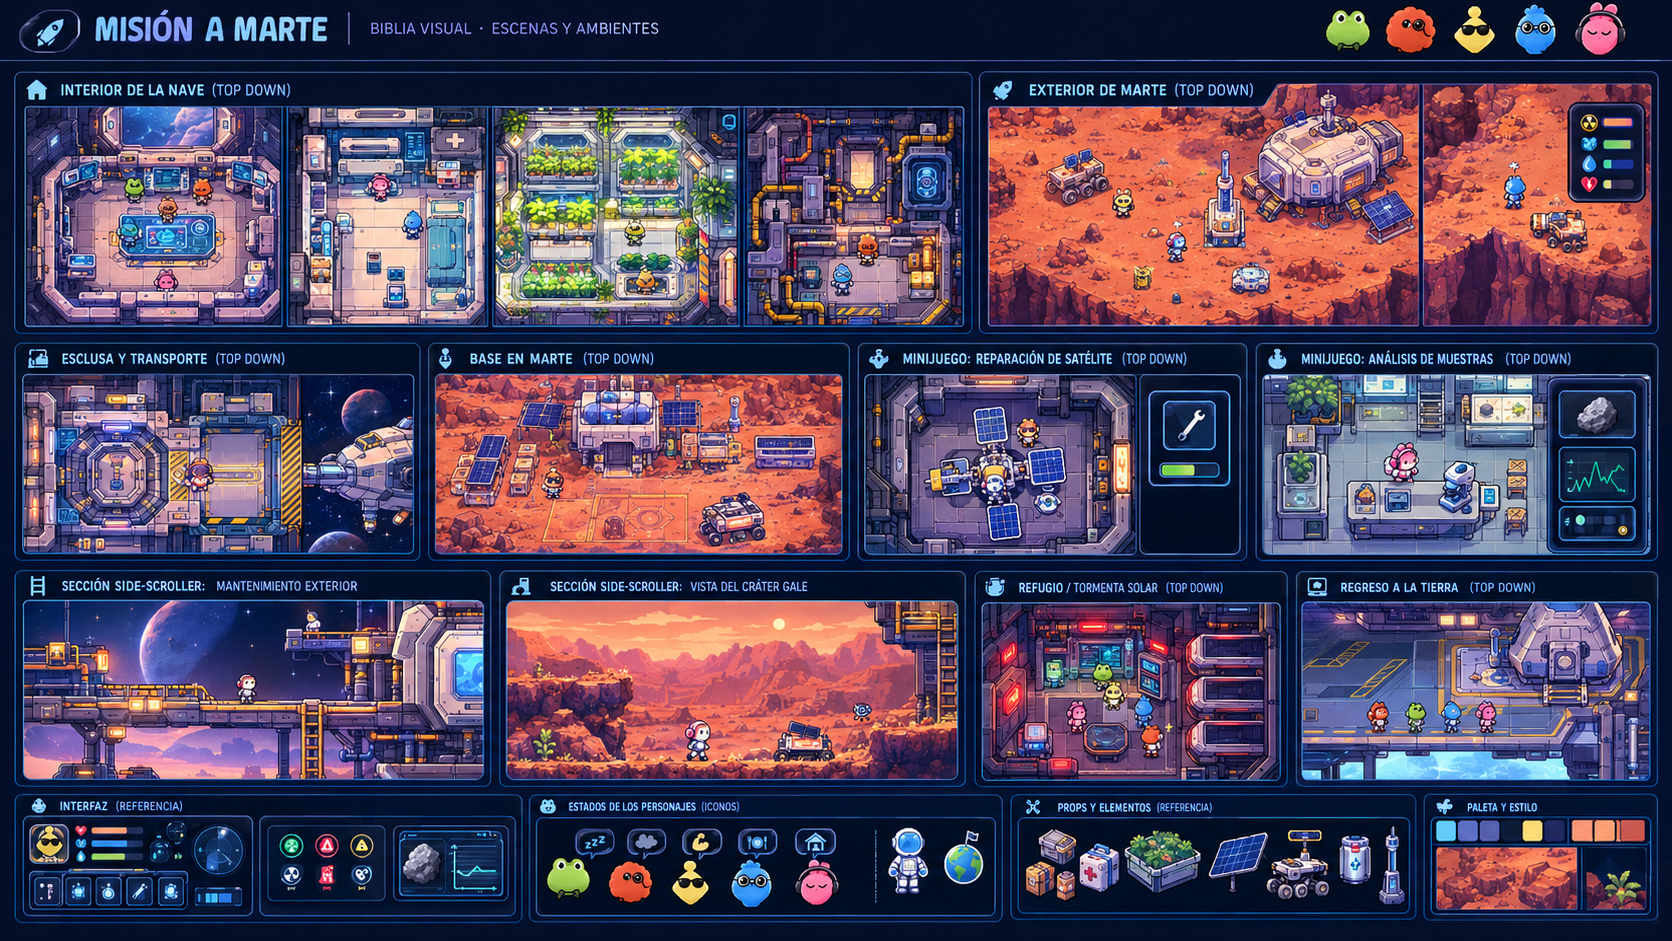 MISIÓN A MARTE
BIBLIA VISUAL · ESCENAS Y AMBIENTES
INTERIOR DE LA NAVE (TOP DOWN)
EXTERIOR DE MARTE (TOP DOWN)
ESCLUSA Y TRANSPORTE (TOP DOWN)
BASE EN MARTE (TOP DOWN)
MINIJUEGO: REPARACIÓN DE SATÉLITE (TOP DOWN)
MINIJUEGO: ANÁLISIS DE MUESTRAS (TOP DOWN)
SECCIÓN SIDE-SCROLLER: MANTENIMIENTO EXTERIOR
SECCIÓN SIDE-SCROLLER: VISTA DEL CRÁTER GALE
REFUGIO / TORMENTA SOLAR (TOP DOWN)
REGRESO A LA TIERRA (TOP DOWN)
INTERFAZ (REFERENCIA)
ESTADOS DE LOS PERSONAJES (ICONOS)
zzz
PROPS Y ELEMENTOS (REFERENCIA)
PALETA Y ESTILO